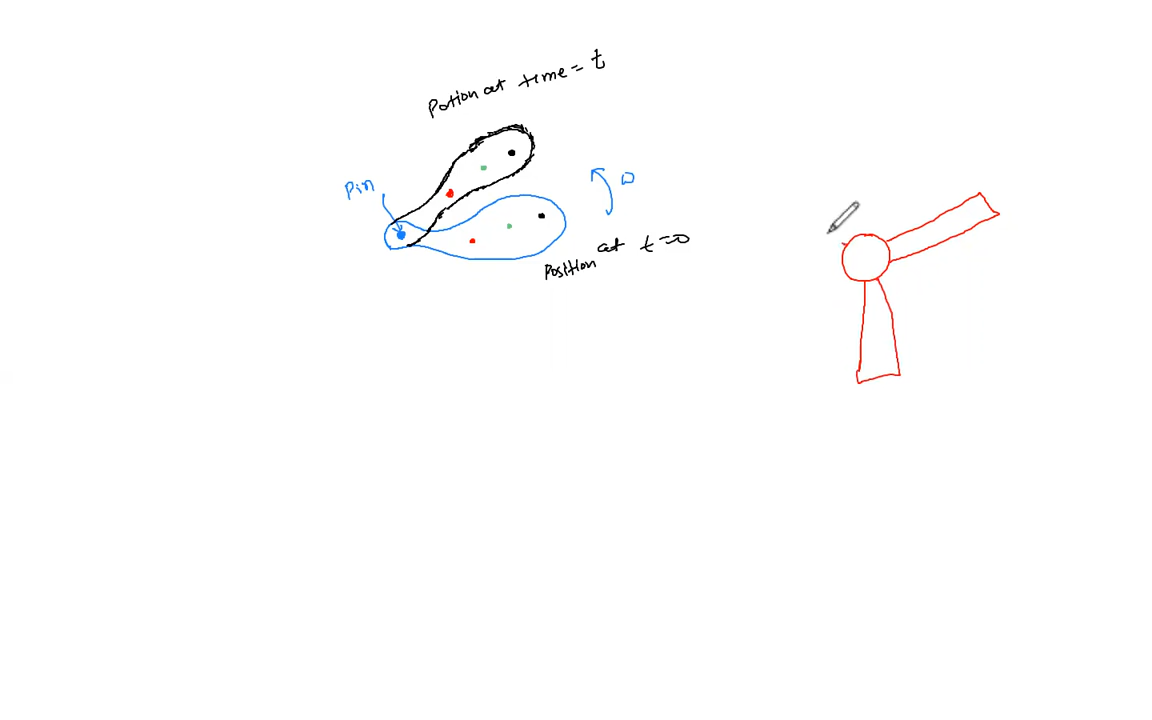 Potion at time = t
Pin
ω
Position at t=0